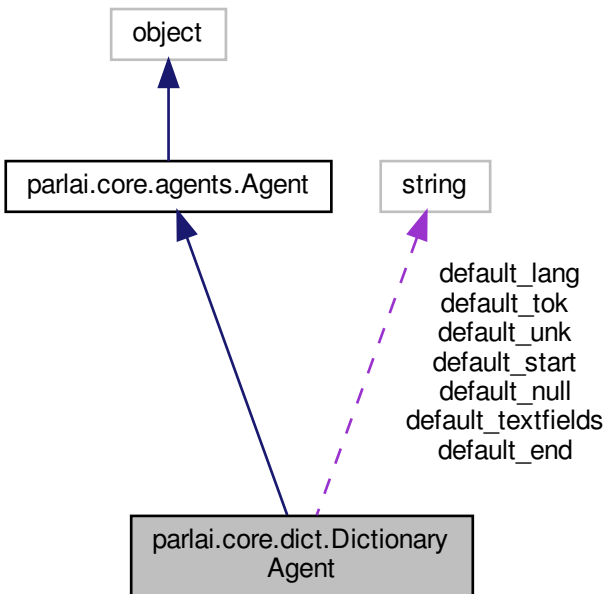 object
parlai.core.agents.Agent
string
default_lang
default_tok
default_unk
default_start
default_null
default_textfields
default_end
parlai.core.dict.Dictionary
Agent